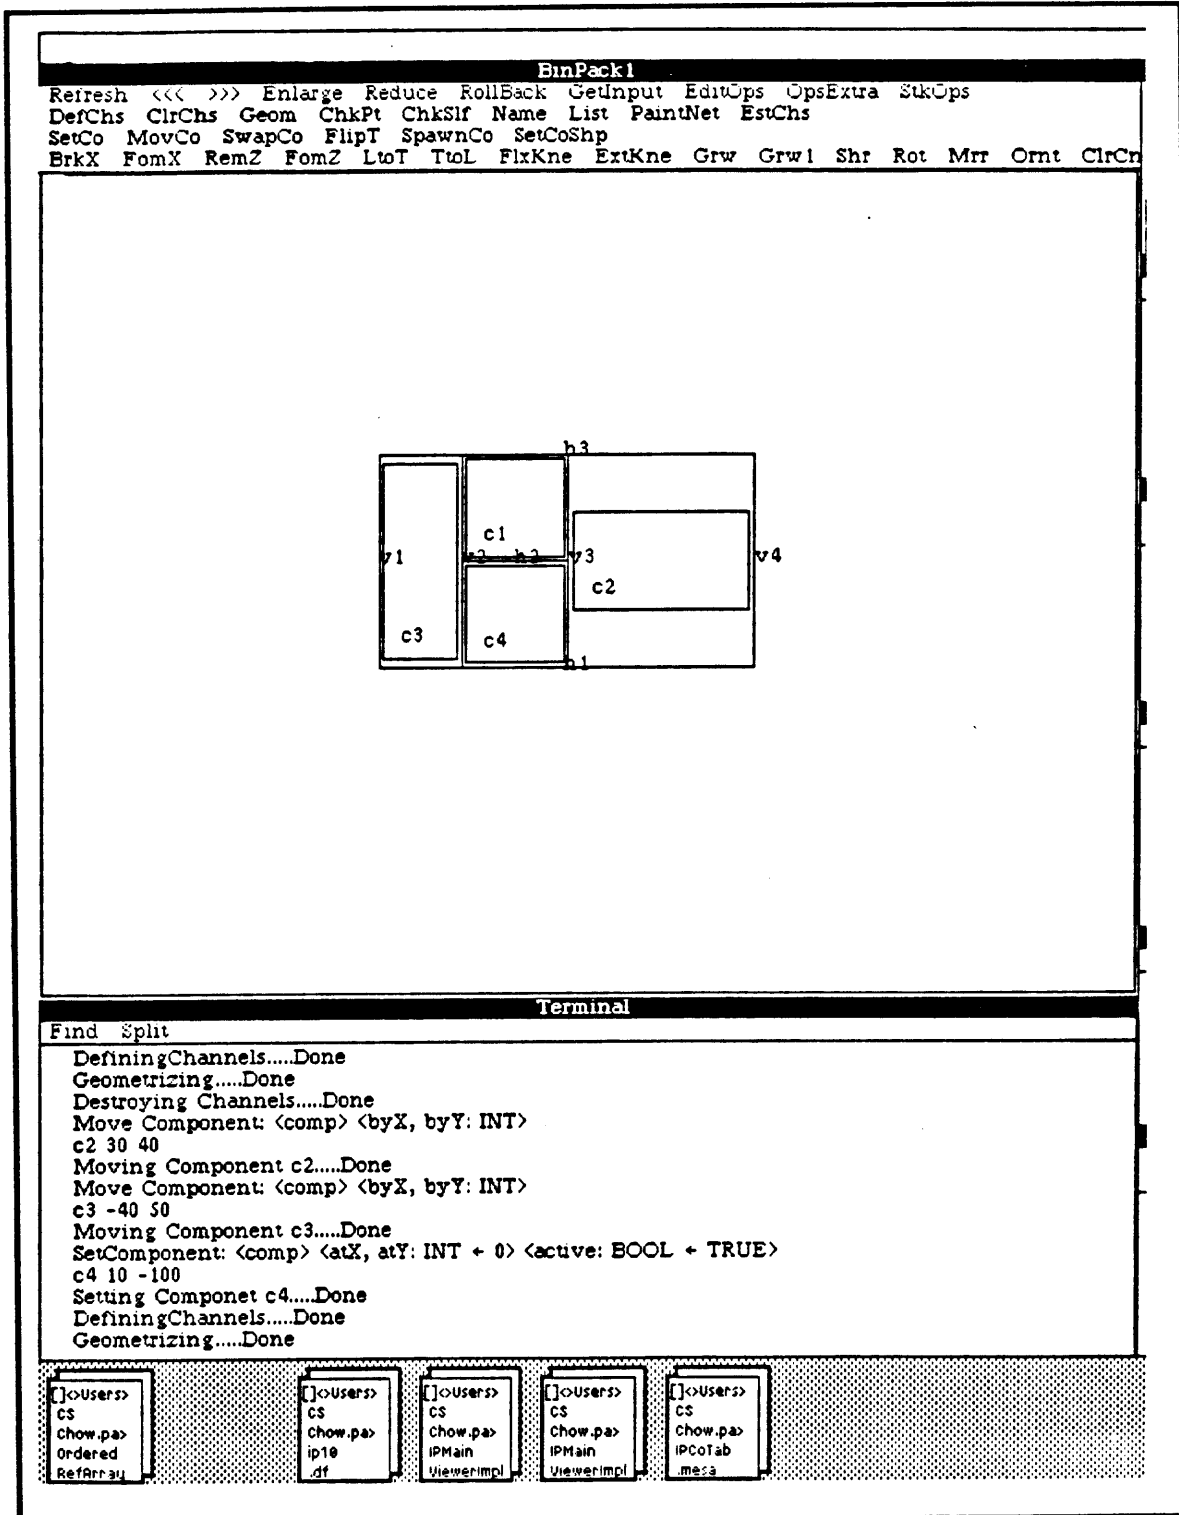 BinPack1
Refresh <<< >>> Enlarge Reduce RollBack GetInput EditOps OpsExtra StkOps
DefChs ClrChs Geom ChkPt ChkSlf Name List PaintNet EstChs
SetCo MovCo SwapCo FlipT SpawnCo SetCoShp
BrkX FomX RemZ FomZ LtoT TtoL FlxKne ExtKne Grw Grw1 Shr Rot Mrr Ornt ClrCn
h3
c1
v1 v2 h2 v3 v4
c2
c3 c4
h1
Terminal
Find Split
DefiningChannels.....Done
Geometrizing.....Done
Destroying Channels.....Done
Move Component: <comp> <byX, byY: INT>
c2 30 40
Moving Component c2.....Done
Move Component: <comp> <byX, byY: INT>
c3 -40 50
Moving Component c3.....Done
SetComponent: <comp> <atX, atY: INT ← 0> <active: BOOL ← TRUE>
c4 10 -100
Setting Componet c4.....Done
DefiningChannels.....Done
Geometrizing.....Done
[]<>Users>
CS
Chow.pa>
Ordered
RefArray
[]<>Users>
CS
Chow.pa>
ip10
.df
[]<>Users>
CS
Chow.pa>
IPMain
ViewerImpl
[]<>Users>
CS
Chow.pa>
IPMain
ViewerImpl
[]<>Users>
CS
Chow.pa>
IPCoTab
.mesa